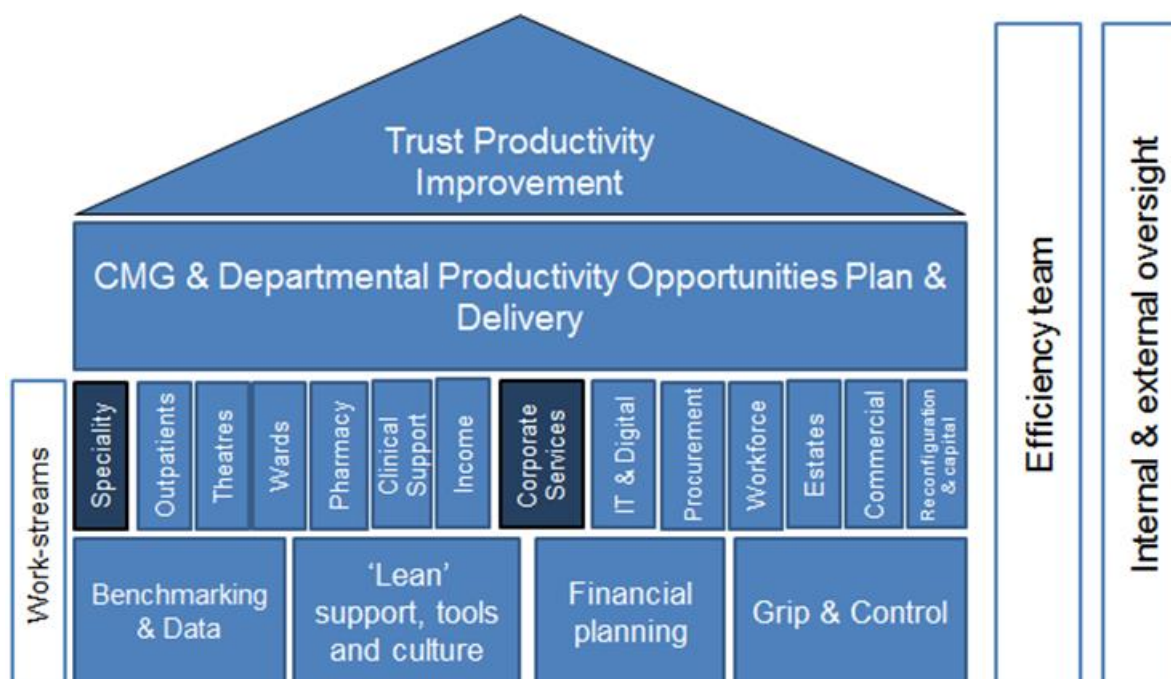 Trust Productivity
Improvement
CMG & Departmental Productivity Opportunities Plan &
Delivery
Work-streams
Speciality
Outpatients
Theatres
Wards
Pharmacy
Clinical
Support
Income
Corporate
Services
IT & Digital
Procurement
Workforce
Estates
Commercial
Reconfiguration
& capital
Benchmarking
& Data
‘Lean’
support, tools
and culture
Financial
planning
Grip & Control
Efficiency team
Internal & external oversight